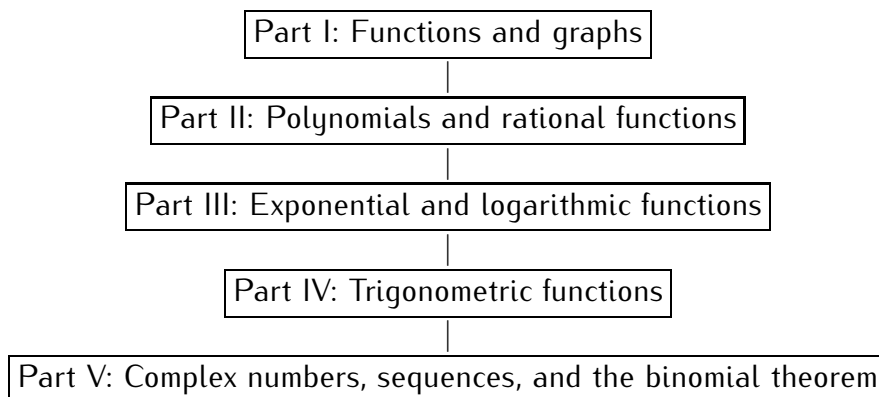 Part I: Functions and graphs
Part II: Polynomials and rational functions
Part III: Exponential and logarithmic functions
Part IV: Trigonometric functions
Part V: Complex numbers, sequences, and the binomial theorem